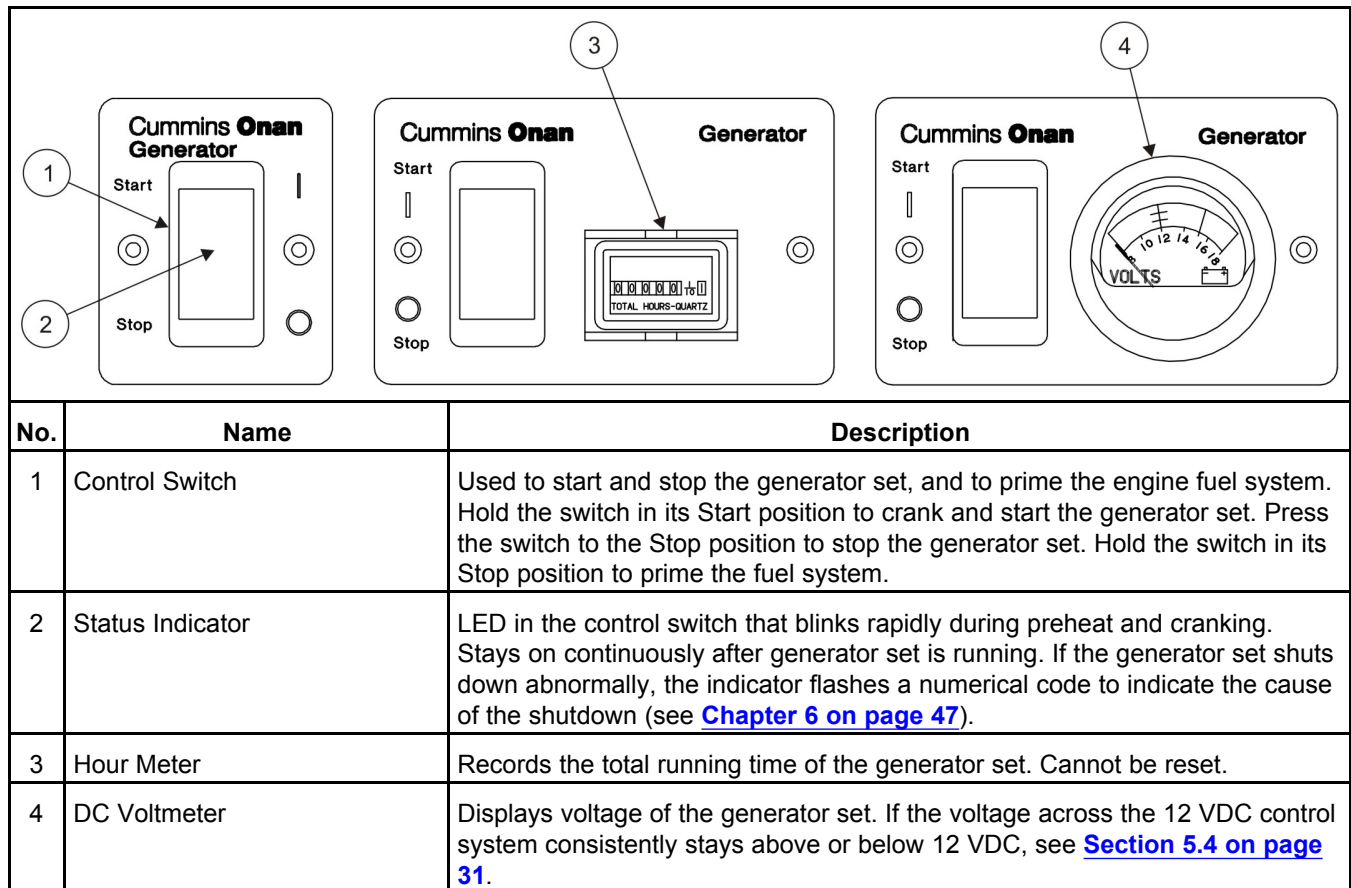 3
4
Cummins Onan
Generator
1
Start
2
Stop
Cummins Onan Generator
Start
00000 1/10
TOTAL HOURS-QUARTZ
Stop
Cummins Onan Generator
Start
8 10 12 14 16 18
VOLTS
Stop
No. Name Description
1 Control Switch Used to start and stop the generator set, and to prime the engine fuel system.
Hold the switch in its Start position to crank and start the generator set. Press
the switch to the Stop position to stop the generator set. Hold the switch in its
Stop position to prime the fuel system.
2 Status Indicator LED in the control switch that blinks rapidly during preheat and cranking.
Stays on continuously after generator set is running. If the generator set shuts
down abnormally, the indicator flashes a numerical code to indicate the cause
of the shutdown (see Chapter 6 on page 47).
3 Hour Meter Records the total running time of the generator set. Cannot be reset.
4 DC Voltmeter Displays voltage of the generator set. If the voltage across the 12 VDC control
system consistently stays above or below 12 VDC, see Section 5.4 on page
31.